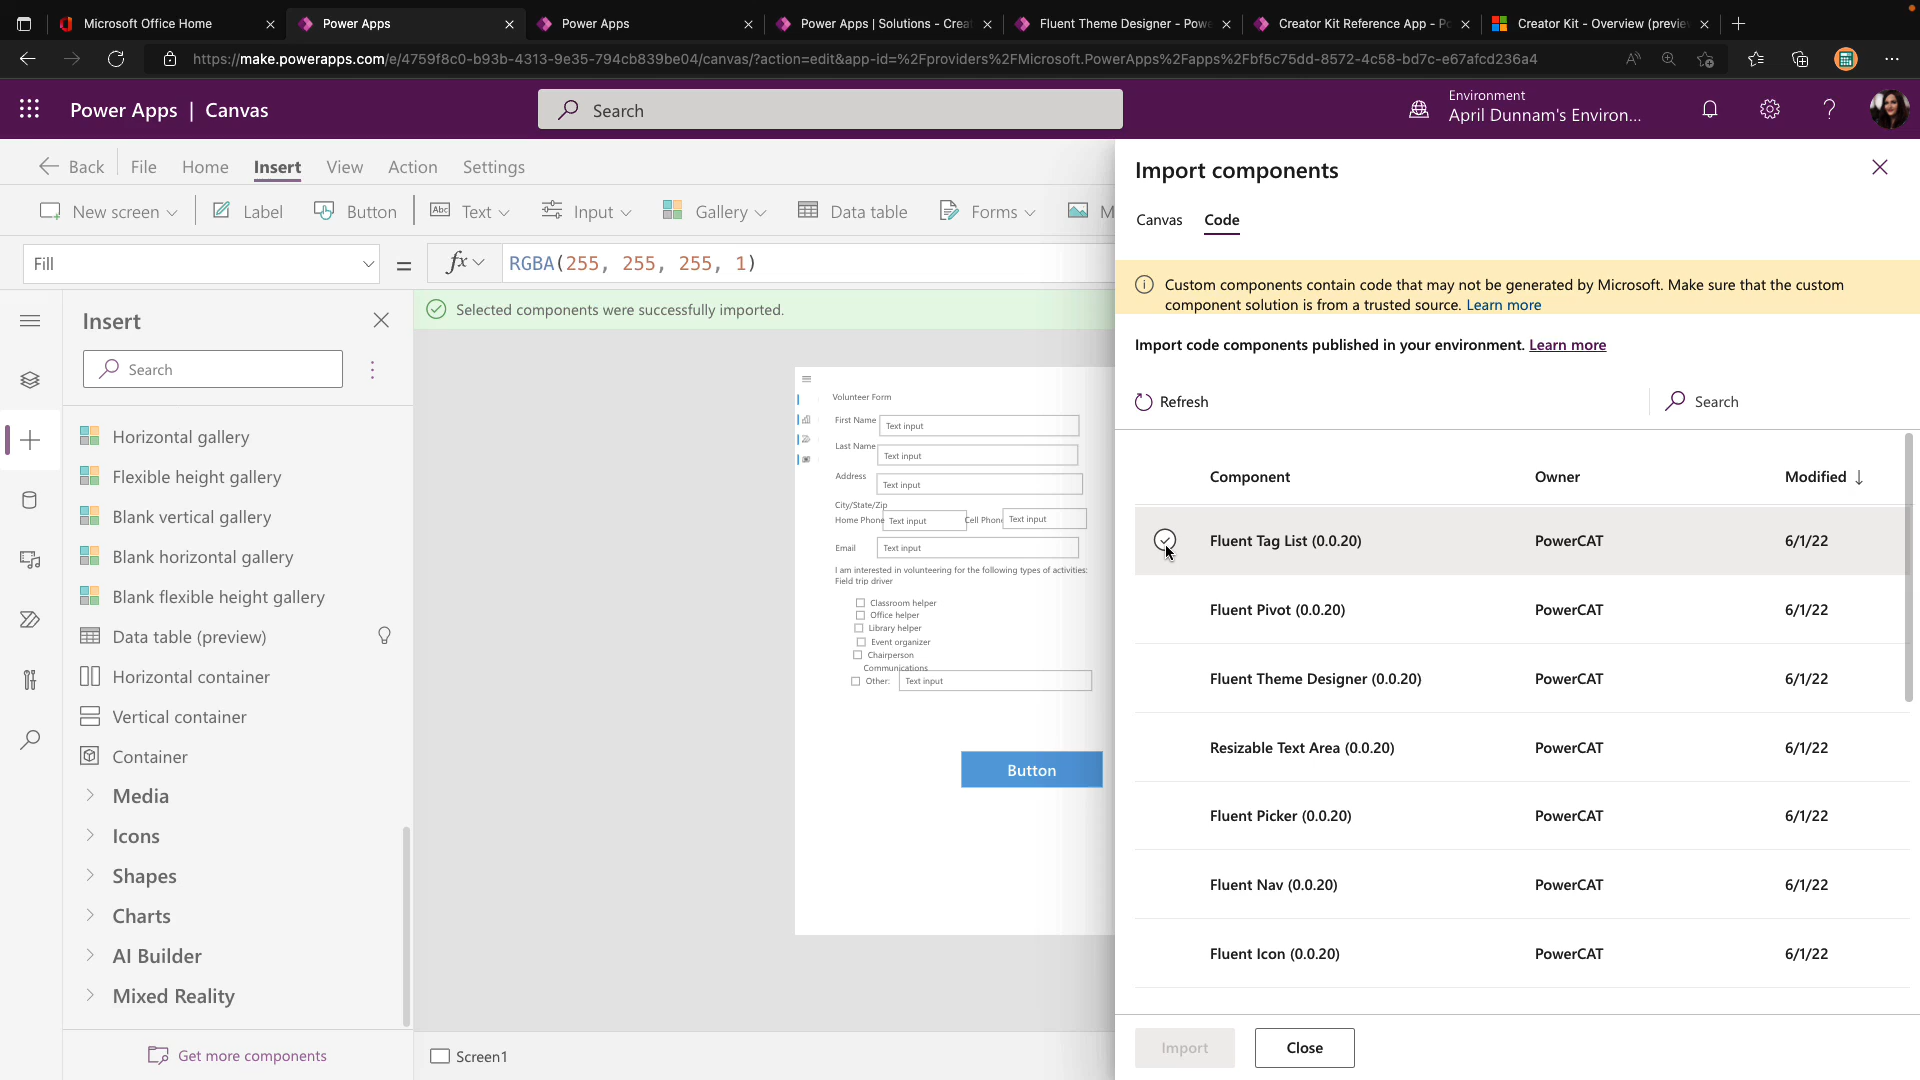 Microsoft Office Home
Power Apps
Power Apps
Power Apps | Solutions - Crea
Fluent Theme Designer - Pow
Creator Kit Reference App - P
Creator Kit - Overview (previe
https://make.powerapps.com/e/4759f8c0-b93b-4313-9e35-794cb839be04/canvas/?action=edit&app-id=%2Fproviders%2FMicrosoft.PowerApps%2Fapps%2Fbf5c75dd-8572-4c58-bd7c-e67afcd236a4
Power Apps | Canvas
Search
Environment
April Dunnam's Environ...
Back
File
Home
Insert
View
Action
Settings
New screen
Label
Button
Abc Text
Input
Gallery
Data table
Forms
M
Fill
=
fx
RGBA(255, 255, 255, 1)
Insert
Search
Horizontal gallery
Flexible height gallery
Blank vertical gallery
Blank horizontal gallery
Blank flexible height gallery
Data table (preview)
Horizontal container
Vertical container
Container
Media
Icons
Shapes
Charts
AI Builder
Mixed Reality
Get more components
Selected components were successfully imported.
Volunteer Form
First Name Text input
Last Name Text input
Address Text input
City/State/Zip
Home Phone Text input Cell Phon Text input
Email Text input
I am interested in volunteering for the following types of activities:
Field trip driver
Classroom helper
Office helper
Library helper
Event organizer
Chairperson
Communications
Other: Text input
Button
Screen1
Import components
Canvas
Code
Custom components contain code that may not be generated by Microsoft. Make sure that the custom
component solution is from a trusted source. Learn more
Import code components published in your environment. Learn more
Refresh
Search
Component Owner Modified
Fluent Tag List (0.0.20) PowerCAT 6/1/22
Fluent Pivot (0.0.20) PowerCAT 6/1/22
Fluent Theme Designer (0.0.20) PowerCAT 6/1/22
Resizable Text Area (0.0.20) PowerCAT 6/1/22
Fluent Picker (0.0.20) PowerCAT 6/1/22
Fluent Nav (0.0.20) PowerCAT 6/1/22
Fluent Icon (0.0.20) PowerCAT 6/1/22
Import
Close